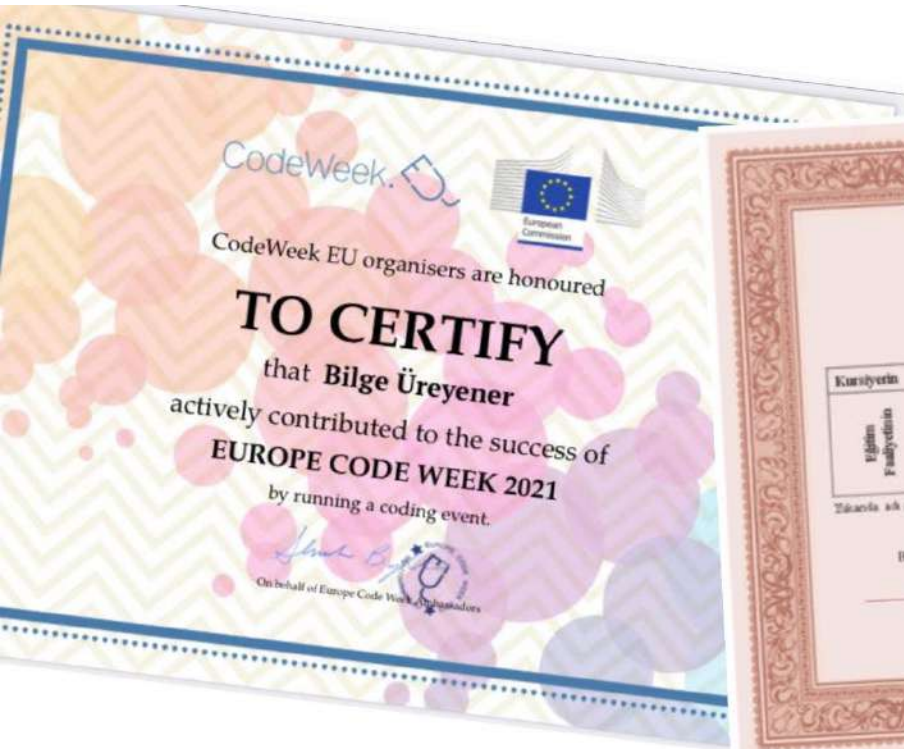 CodeWeek.EU
European
Commission
CodeWeek EU organisers are honoured
TO CERTIFY
that Bilge Üreyener
actively contributed to the success of
EUROPE CODE WEEK 2021
by running a coding event.
On behalf of Europe Code Week Ambassadors
Kursiyerin
Eğitim
Faaliyetinin